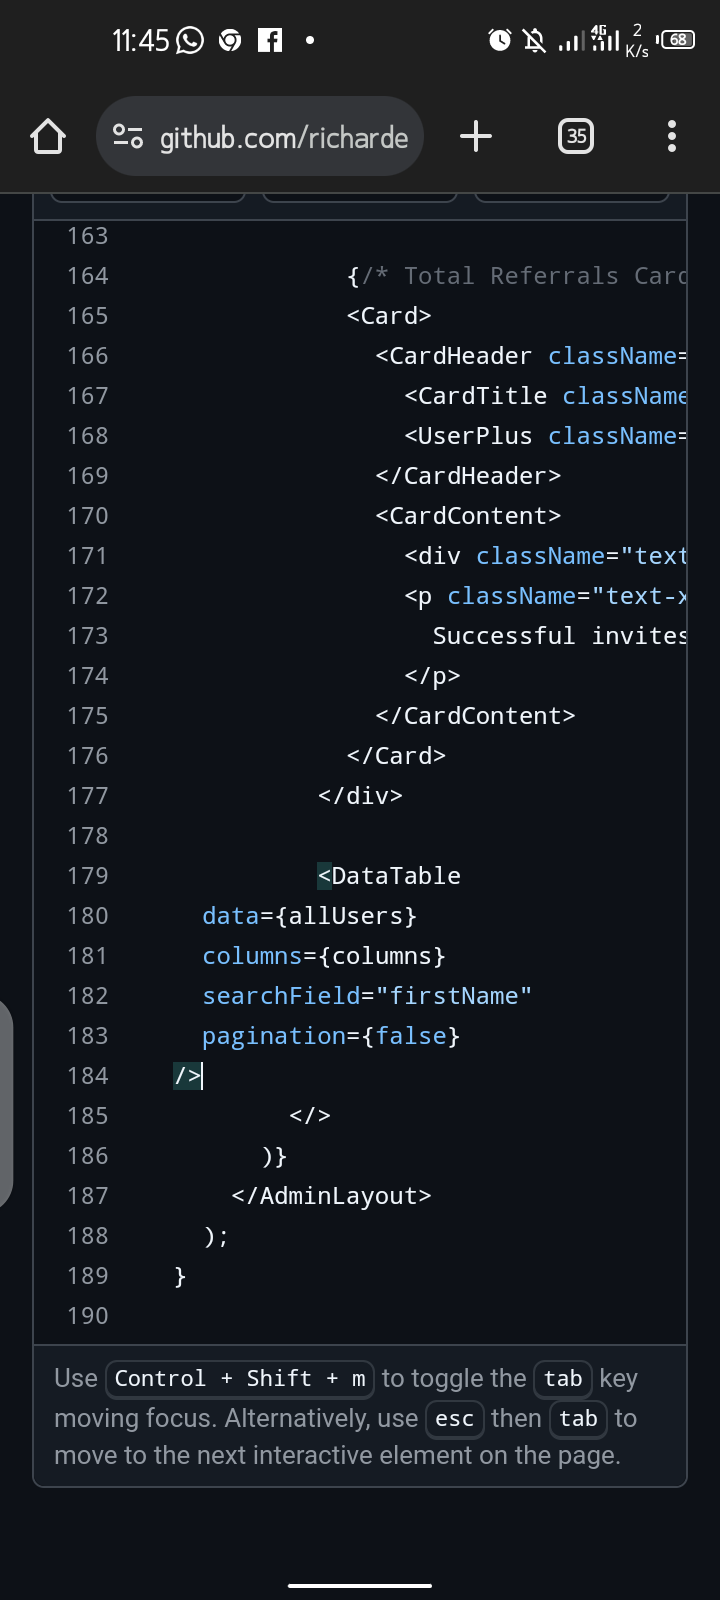 11:45
4G
2
K/s
68
github.com/richarde
35
163
164 {/* Total Referrals Card
165 <Card>
166 <CardHeader className=
167 <CardTitle className
168 <UserPlus className=
169 </CardHeader>
170 <CardContent>
171 <div className="text
172 <p className="text-x
173 Successful invites
174 </p>
175 </CardContent>
176 </Card>
177 </div>
178
179 <DataTable
180 data={allUsers}
181 columns={columns}
182 searchField="firstName"
183 pagination={false}
184 />
185 </>
186 )}
187 </AdminLayout>
188 );
189 }
190
Use Control + Shift + m to toggle the tab key
moving focus. Alternatively, use esc then tab to
move to the next interactive element on the page.